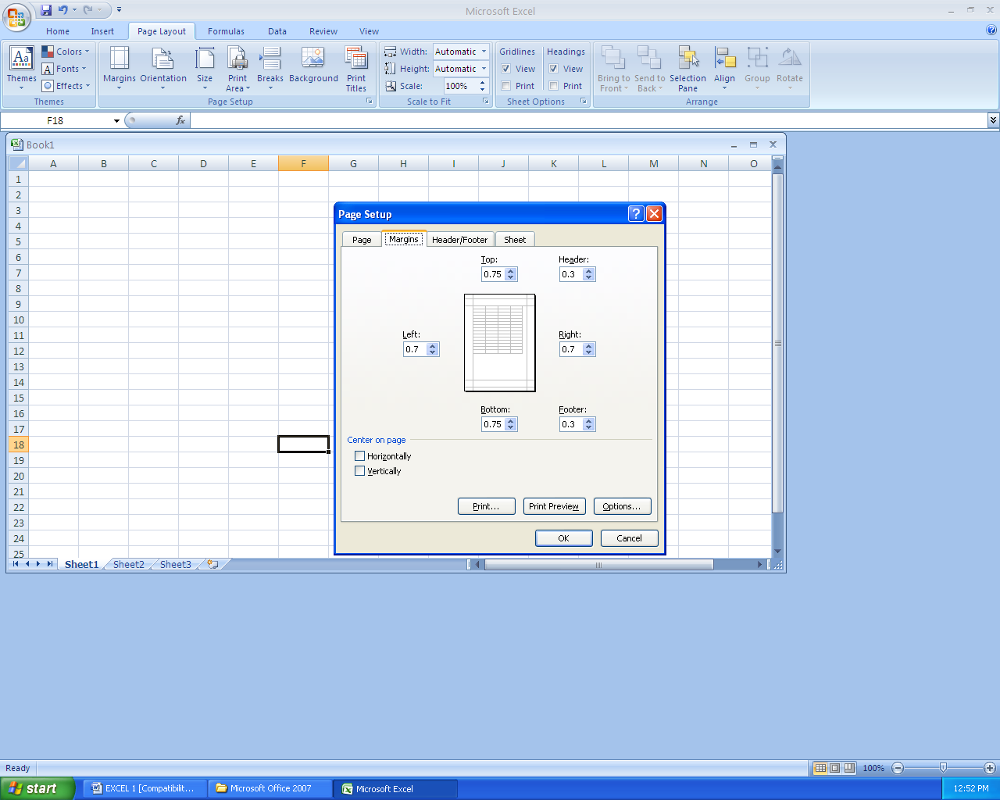 Microsoft Excel
Home Insert Page Layout Formulas Data Review View
Aa Themes Colors Fonts Effects Margins Orientation Size Print Area Breaks Background Print Titles Width: Automatic Height: Automatic Scale: 100% Gridlines View Print Headings View Print Bring to Front Send to Back Selection Pane Align Group Rotate
Themes Page Setup Scale to Fit Sheet Options Arrange
F18 fx
Book1
A B C D E F G H I J K L M N O
1
2
3
4
5
6
7
8
9
10
11
12
13
14
15
16
17
18
19
20
21
22
23
24
25
Page Setup
Page Margins Header/Footer Sheet
Top: Header:
0.75 0.3
Left: Right:
0.7 0.7
Bottom: Footer:
0.75 0.3
Center on page
Horizontally
Vertically
Print... Print Preview Options...
OK Cancel
Sheet1 Sheet2 Sheet3
Ready 100%
start EXCEL 1 [Compatibilit... Microsoft Office 2007 Microsoft Excel 12:52 PM